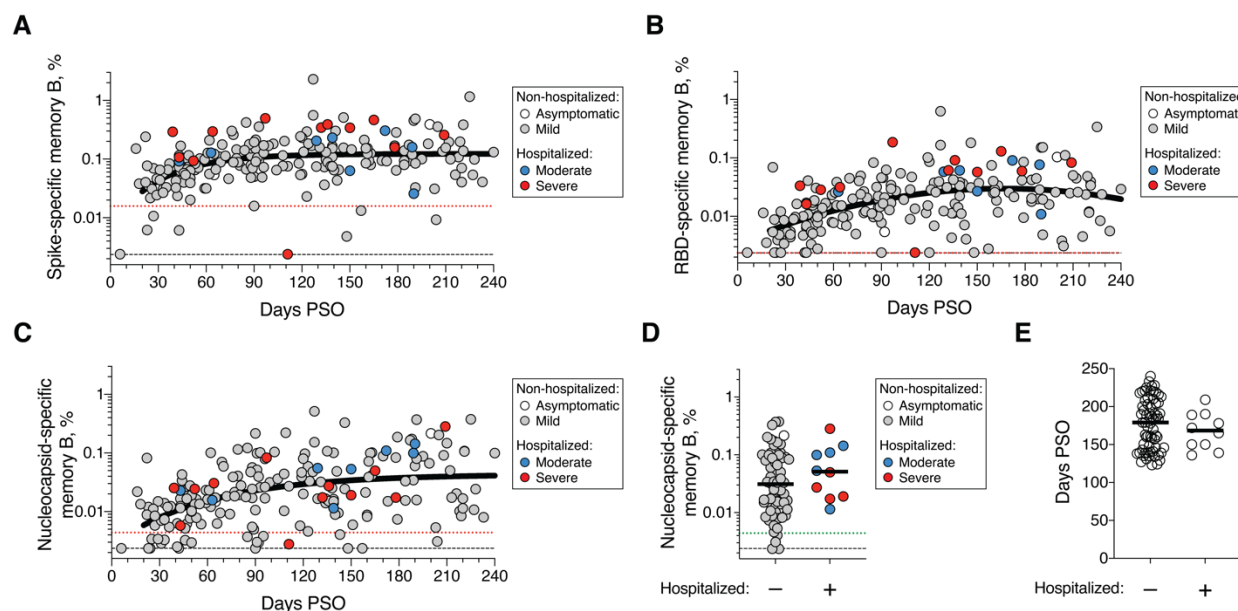 A
Spike-specific memory B, %
1
0.1
0.01
0 30 60 90 120 150 180 210 240
Days PSO
Non-hospitalized:
Asymptomatic
Mild
Hospitalized:
Moderate
Severe
B
RBD-specific memory B, %
1
0.1
0.01
0 30 60 90 120 150 180 210 240
Days PSO
Non-hospitalized:
Asymptomatic
Mild
Hospitalized:
Moderate
Severe
C
Nucleocapsid-specific
memory B, %
1
0.1
0.01
0 30 60 90 120 150 180 210 240
Days PSO
Non-hospitalized:
Asymptomatic
Mild
Hospitalized:
Moderate
Severe
D
Nucleocapsid-specific
memory B, %
1
0.1
0.01
Hospitalized: − +
Non-hospitalized:
Asymptomatic
Mild
Hospitalized:
Moderate
Severe
E
Days PSO
250
200
150
100
50
0
Hospitalized: − +